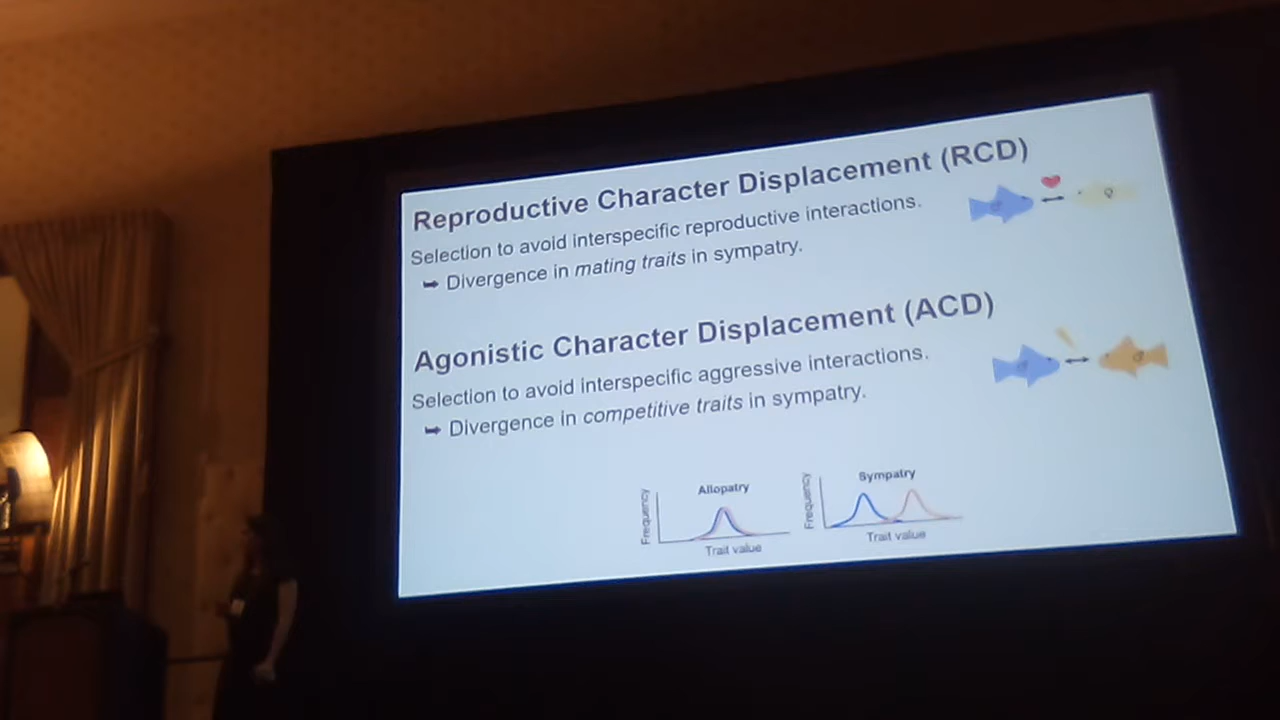 Reproductive Character Displacement (RCD)
Selection to avoid interspecific reproductive interactions.
➥ Divergence in mating traits in sympatry.
Agonistic Character Displacement (ACD)
Selection to avoid interspecific aggressive interactions.
➥ Divergence in competitive traits in sympatry.
Allopatry
Frequency
Trait value
Sympatry
Frequency
Trait value